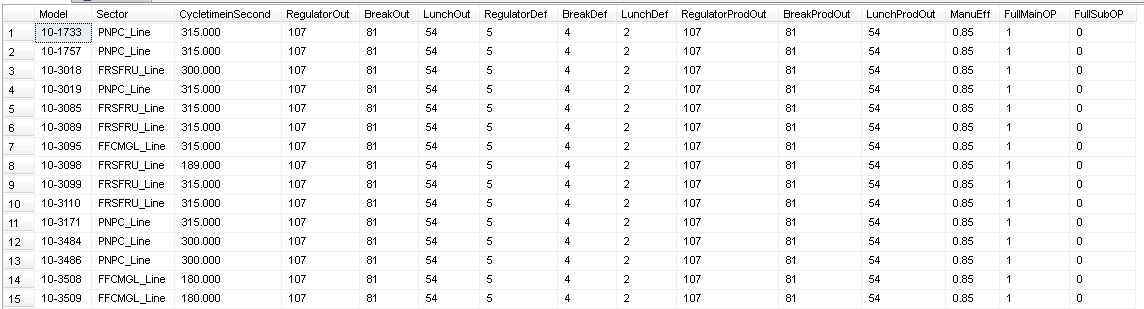 Model Sector CycletimeinSecond RegulatorOut BreakOut LunchOut RegulatorDef BreakDef LunchDef RegulatorProdOut BreakProdOut LunchProdOut ManuEff FullMainOP FullSubOP
1 10-1733 PNPC_Line 315.000 107 81 54 5 4 2 107 81 54 0.85 1 0
2 10-1757 PNPC_Line 315.000 107 81 54 5 4 2 107 81 54 0.85 1 0
3 10-3018 FRSFRU_Line 300.000 107 81 54 5 4 2 107 81 54 0.85 1 0
4 10-3019 PNPC_Line 315.000 107 81 54 5 4 2 107 81 54 0.85 1 0
5 10-3085 FRSFRU_Line 315.000 107 81 54 5 4 2 107 81 54 0.85 1 0
6 10-3089 FRSFRU_Line 315.000 107 81 54 5 4 2 107 81 54 0.85 1 0
7 10-3095 FFCMGL_Line 315.000 107 81 54 5 4 2 107 81 54 0.85 1 0
8 10-3098 FRSFRU_Line 189.000 107 81 54 5 4 2 107 81 54 0.85 1 0
9 10-3099 FRSFRU_Line 315.000 107 81 54 5 4 2 107 81 54 0.85 1 0
10 10-3110 FRSFRU_Line 315.000 107 81 54 5 4 2 107 81 54 0.85 1 0
11 10-3171 PNPC_Line 315.000 107 81 54 5 4 2 107 81 54 0.85 1 0
12 10-3484 PNPC_Line 300.000 107 81 54 5 4 2 107 81 54 0.85 1 0
13 10-3486 PNPC_Line 300.000 107 81 54 5 4 2 107 81 54 0.85 1 0
14 10-3508 FFCMGL_Line 180.000 107 81 54 5 4 2 107 81 54 0.85 1 0
15 10-3509 FFCMGL_Line 180.000 107 81 54 5 4 2 107 81 54 0.85 1 0